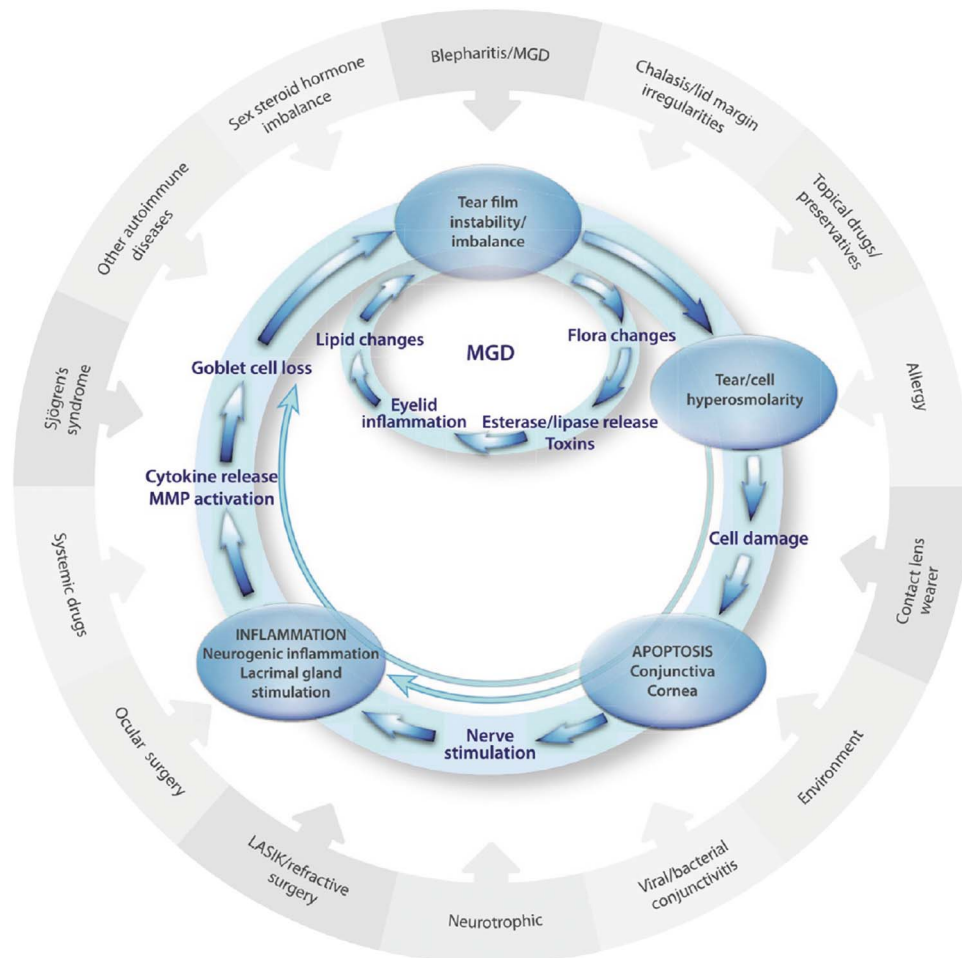 Blepharitis/MGD
Chalasis/lid margin
irregularities
Topical drugs/
preservatives
Allergy
Contact lens
wearer
Environment
Viral/bacterial
conjunctivitis
Neurotrophic
LASIK/refractive
surgery
Ocular surgery
Systemic drugs
Sjögren's
syndrome
Other autoimmune
diseases
Sex steroid hormone
imbalance
Tear film
instability/
imbalance
Tear/cell
hyperosmolarity
Cell damage
APOPTOSIS
Conjunctiva
Cornea
Nerve
stimulation
INFLAMMATION
Neurogenic inflammation
Lacrimal gland
stimulation
Cytokine release
MMP activation
Goblet cell loss
MGD
Flora changes
Esterase/lipase release
Toxins
Eyelid
inflammation
Lipid changes